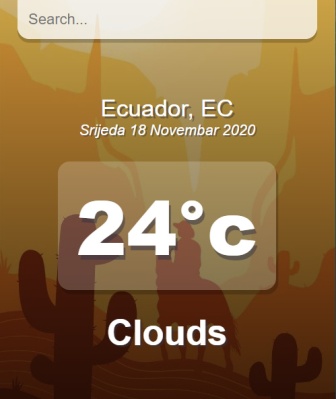 Search...
Ecuador, EC
Srijeda 18 Novembar 2020
24°c
Clouds